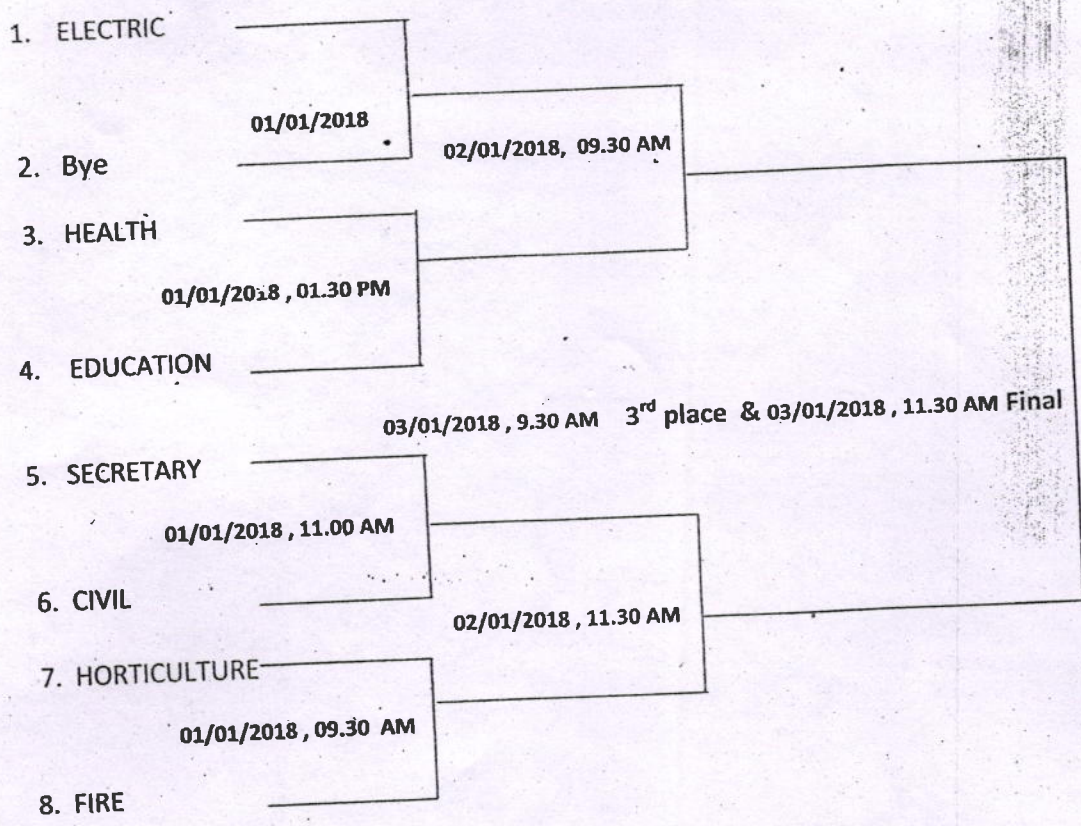 1. ELECTRIC
01/01/2018
2. Bye
02/01/2018, 09.30 AM
3. HEALTH
01/01/2018 , 01.30 PM
4. EDUCATION
03/01/2018 , 9.30 AM 3rd place & 03/01/2018 , 11.30 AM Final
5. SECRETARY
01/01/2018 , 11.00 AM
6. CIVIL
02/01/2018 , 11.30 AM
7. HORTICULTURE
01/01/2018 , 09.30 AM
8. FIRE